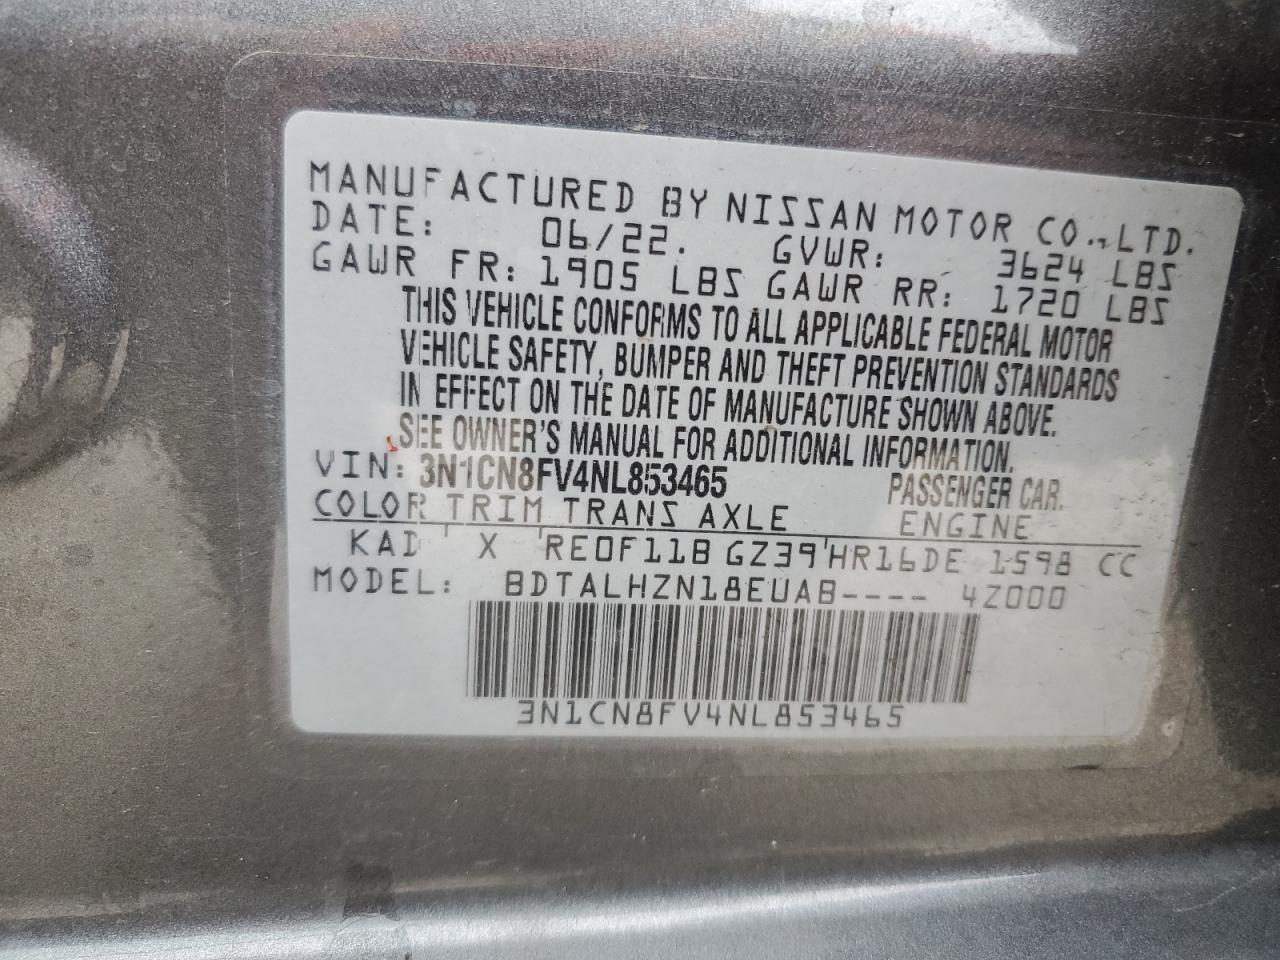 MANUFACTURED BY NISSAN MOTOR CO.,LTD.
DATE: 06/22. GVWR: 3624 LBS
GAWR FR: 1905 LBS GAWR RR: 1720 LBS
THIS VEHICLE CONFORMS TO ALL APPLICABLE FEDERAL MOTOR
VEHICLE SAFETY, BUMPER AND THEFT PREVENTION STANDARDS
IN EFFECT ON THE DATE OF MANUFACTURE SHOWN ABOVE.
SEE OWNER'S MANUAL FOR ADDITIONAL INFORMATION.
VIN: 3N1CN8FV4NL853465 PASSENGER CAR.
COLOR TRIM TRANS AXLE ENGINE
KAD X RE0F11B GZ39 HR16DE 1598 CC
MODEL: BDTALHZN18EUAB---- 4Z000
3N1CN8FV4NL853465